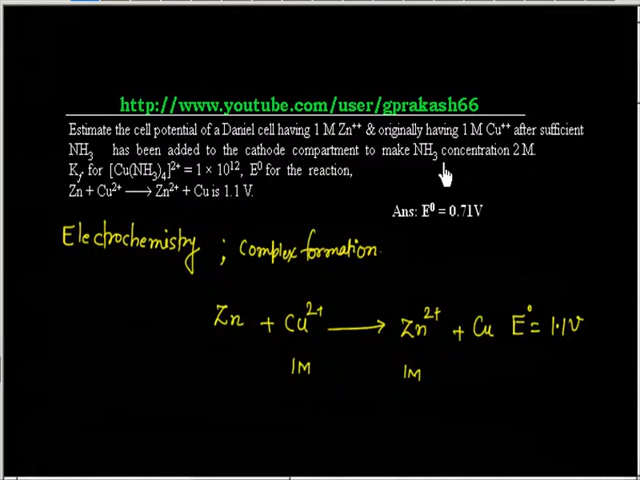 http://www.youtube.com/user/gprakash66
Estimate the cell potential of a Daniel cell having 1 M Zn⁺⁺ & originally having 1 M Cu⁺⁺ after sufficient
NH₃ has been added to the cathode compartment to make NH₃ concentration 2 M.
K_f for [Cu(NH₃)₄]²⁺ = 1 × 10¹², E⁰ for the reaction,
Zn + Cu²⁺ ⟶ Zn²⁺ + Cu is 1.1 V.
Ans: E⁰ = 0.71V
Electrochemistry ; Complex formation.
Zn + Cu²⁺ ⟶ Zn²⁺ + Cu E° = 1.1V
1M 1M